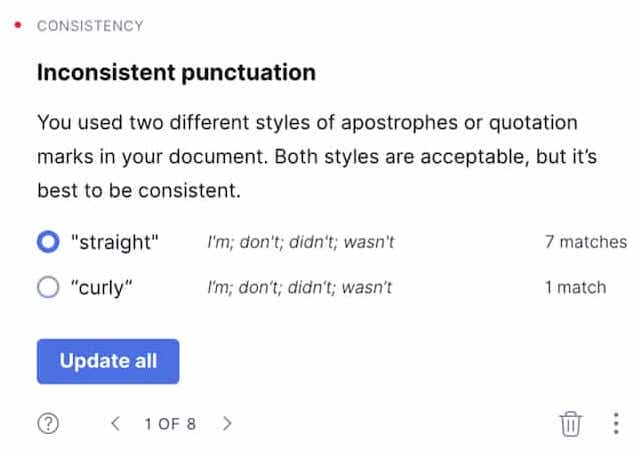 CONSISTENCY
Inconsistent punctuation
You used two different styles of apostrophes or quotation
marks in your document. Both styles are acceptable, but it’s
best to be consistent.
"straight" I'm; don't; didn't; wasn't 7 matches
“curly” I’m; don’t; didn’t; wasn’t 1 match
Update all
? < 1 OF 8 >